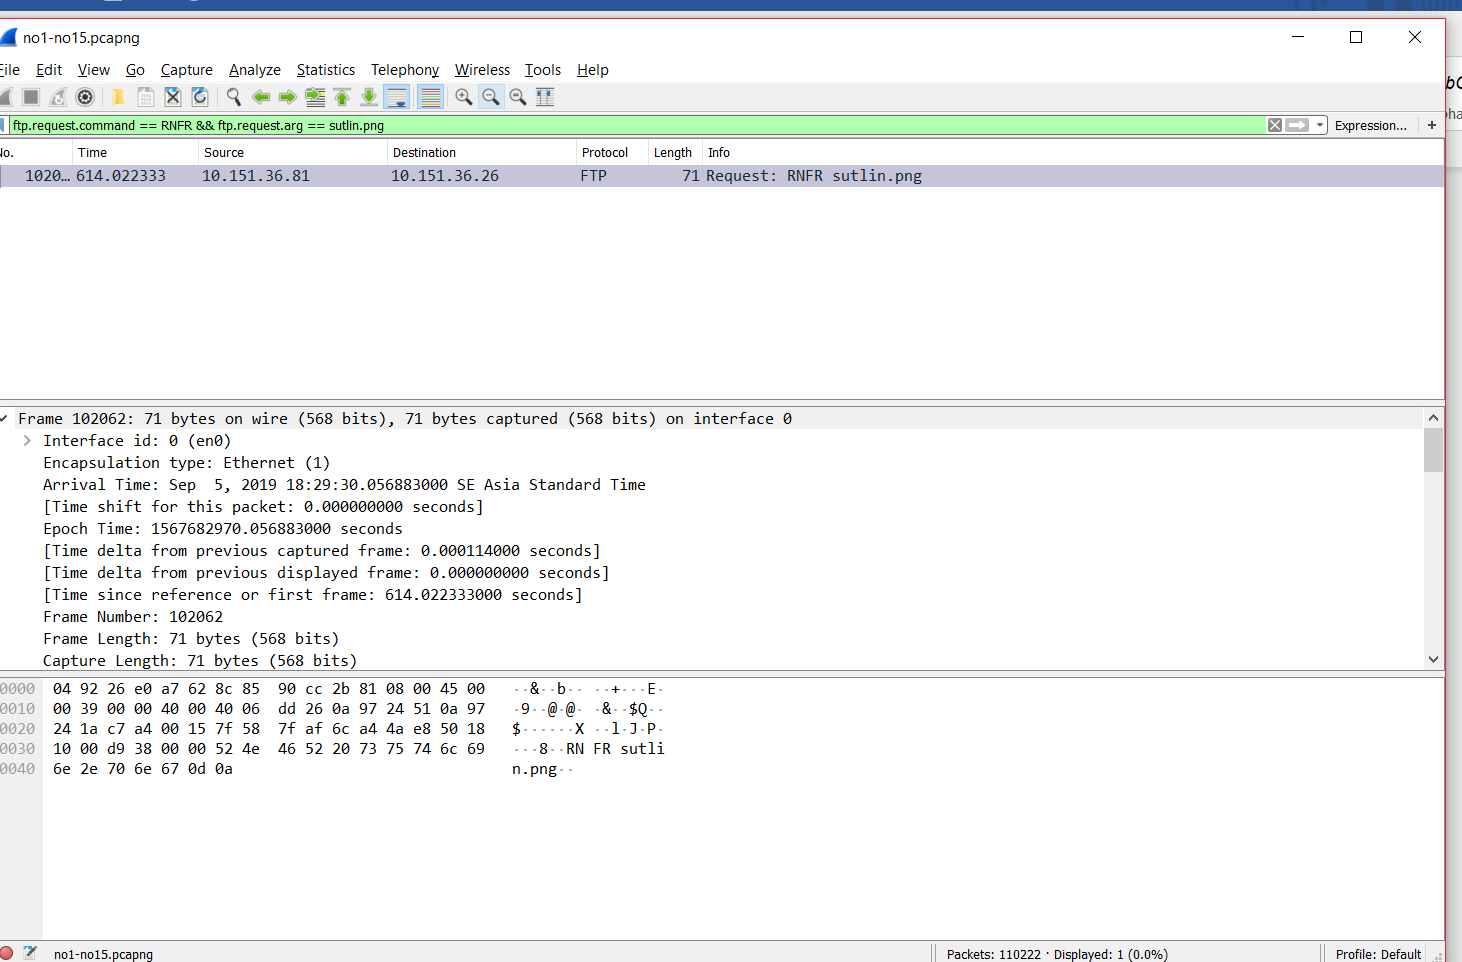 no1-no15.pcapng
File Edit View Go Capture Analyze Statistics Telephony Wireless Tools Help
ftp.request.command == RNFR && ftp.request.arg == sutlin.png Expression... +
No. Time Source Destination Protocol Length Info
1020… 614.022333 10.151.36.81 10.151.36.26 FTP 71 Request: RNFR sutlin.png
Frame 102062: 71 bytes on wire (568 bits), 71 bytes captured (568 bits) on interface 0
Interface id: 0 (en0)
Encapsulation type: Ethernet (1)
Arrival Time: Sep  5, 2019 18:29:30.056883000 SE Asia Standard Time
[Time shift for this packet: 0.000000000 seconds]
Epoch Time: 1567682970.056883000 seconds
[Time delta from previous captured frame: 0.000114000 seconds]
[Time delta from previous displayed frame: 0.000000000 seconds]
[Time since reference or first frame: 614.022333000 seconds]
Frame Number: 102062
Frame Length: 71 bytes (568 bits)
Capture Length: 71 bytes (568 bits)
0000 04 92 26 e0 a7 62 8c 85 90 cc 2b 81 08 00 45 00 ··&··b·· ··+···E·
0010 00 39 00 00 40 00 40 06 dd 26 0a 97 24 51 0a 97 ·9··@·@· ·&··$Q··
0020 24 1a c7 a4 00 15 7f 58 7f af 6c a4 4a e8 50 18 $······X ··l·J·P·
0030 10 00 d9 38 00 00 52 4e 46 52 20 73 75 74 6c 69 ···8··RN FR sutli
0040 6e 2e 70 6e 67 0d 0a n.png··
no1-no15.pcapng Packets: 110222 · Displayed: 1 (0.0%) Profile: Default